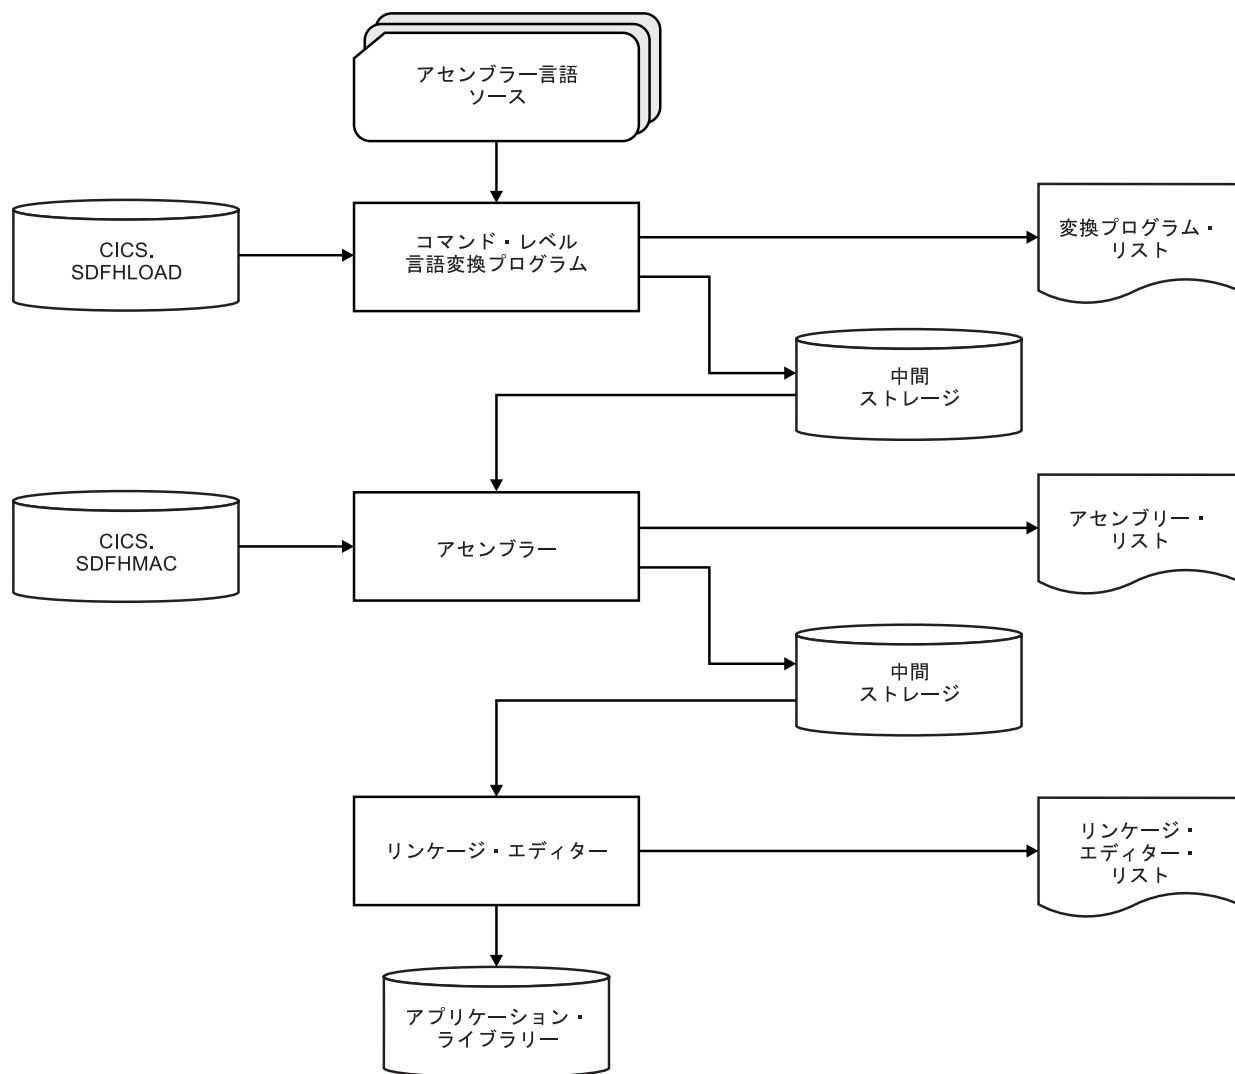 アセンブラー言語
ソース
CICS.
SDFHLOAD
コマンド・レベル
言語変換プログラム
変換プログラム・
リスト
中間
ストレージ
CICS.
SDFHMAC
アセンブラー
アセンブリー・
リスト
中間
ストレージ
リンケージ・エディター
リンケージ・
エディター・
リスト
アプリケーション・
ライブラリー